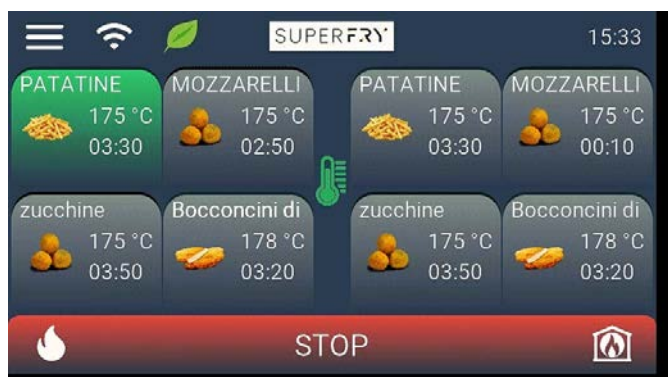 SUPERFRY
15:33
PATATINE
175 °C
03:30
MOZZARELLI
175 °C
02:50
PATATINE
175 °C
03:30
MOZZARELLI
175 °C
00:10
zucchine
175 °C
03:50
Bocconcini di
178 °C
03:20
zucchine
175 °C
03:50
Bocconcini di
178 °C
03:20
STOP